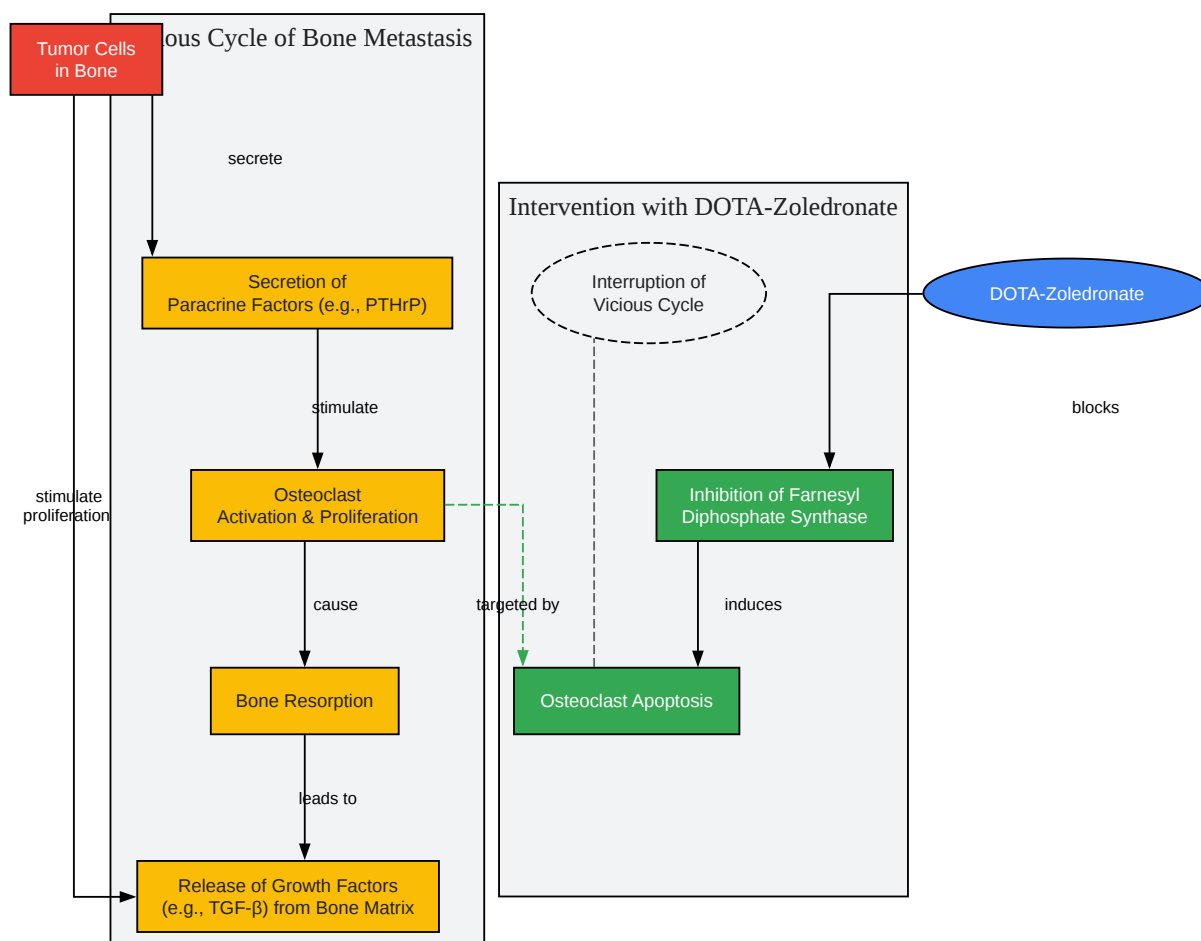 Tumor Cells
in Bone
ious Cycle of Bone Metastasis
secrete
Secretion of
Paracrine Factors (e.g., PTHrP)
stimulate
stimulate
proliferation
Osteoclast
Activation & Proliferation
cause
targeted by
Bone Resorption
leads to
Release of Growth Factors
(e.g., TGF-β) from Bone Matrix
Intervention with DOTA-Zoledronate
Interruption of
Vicious Cycle
DOTA-Zoledronate
blocks
Inhibition of Farnesyl
Diphosphate Synthase
induces
Osteoclast Apoptosis